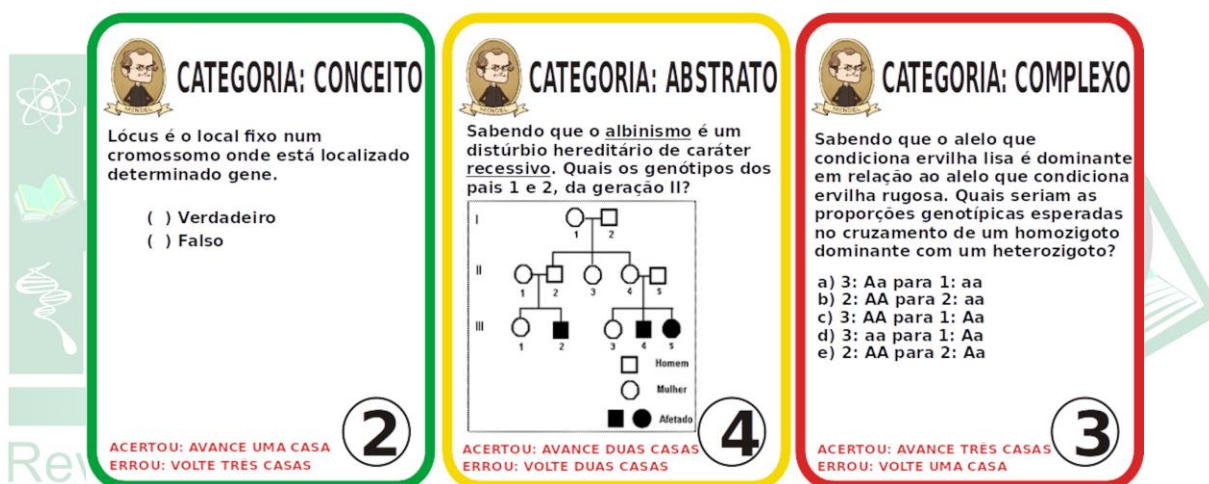 CATEGORIA: CONCEITO
MENDEL
Lócus é o local fixo num
cromossomo onde está localizado
determinado gene.
( ) Verdadeiro
( ) Falso
2
ACERTOU: AVANCE UMA CASA
ERROU: VOLTE TRÊS CASAS
CATEGORIA: ABSTRATO
MENDEL
Sabendo que o albinismo é um
distúrbio hereditário de caráter
recessivo. Quais os genótipos dos
pais 1 e 2, da geração II?
I
1 2
II
1 2 3 4 5
III
1 2 3 4 5
Homem
Mulher
Afetado
4
ACERTOU: AVANCE DUAS CASAS
ERROU: VOLTE DUAS CASAS
CATEGORIA: COMPLEXO
MENDEL
Sabendo que o alelo que
condiciona ervilha lisa é dominante
em relação ao alelo que condiciona
ervilha rugosa. Quais seriam as
proporções genotípicas esperadas
no cruzamento de um homozigoto
dominante com um heterozigoto?
a) 3: Aa para 1: aa
b) 2: AA para 2: aa
c) 3: AA para 1: Aa
d) 3: aa para 1: Aa
e) 2: AA para 2: Aa
3
ACERTOU: AVANCE TRÊS CASAS
ERROU: VOLTE UMA CASA
Rev